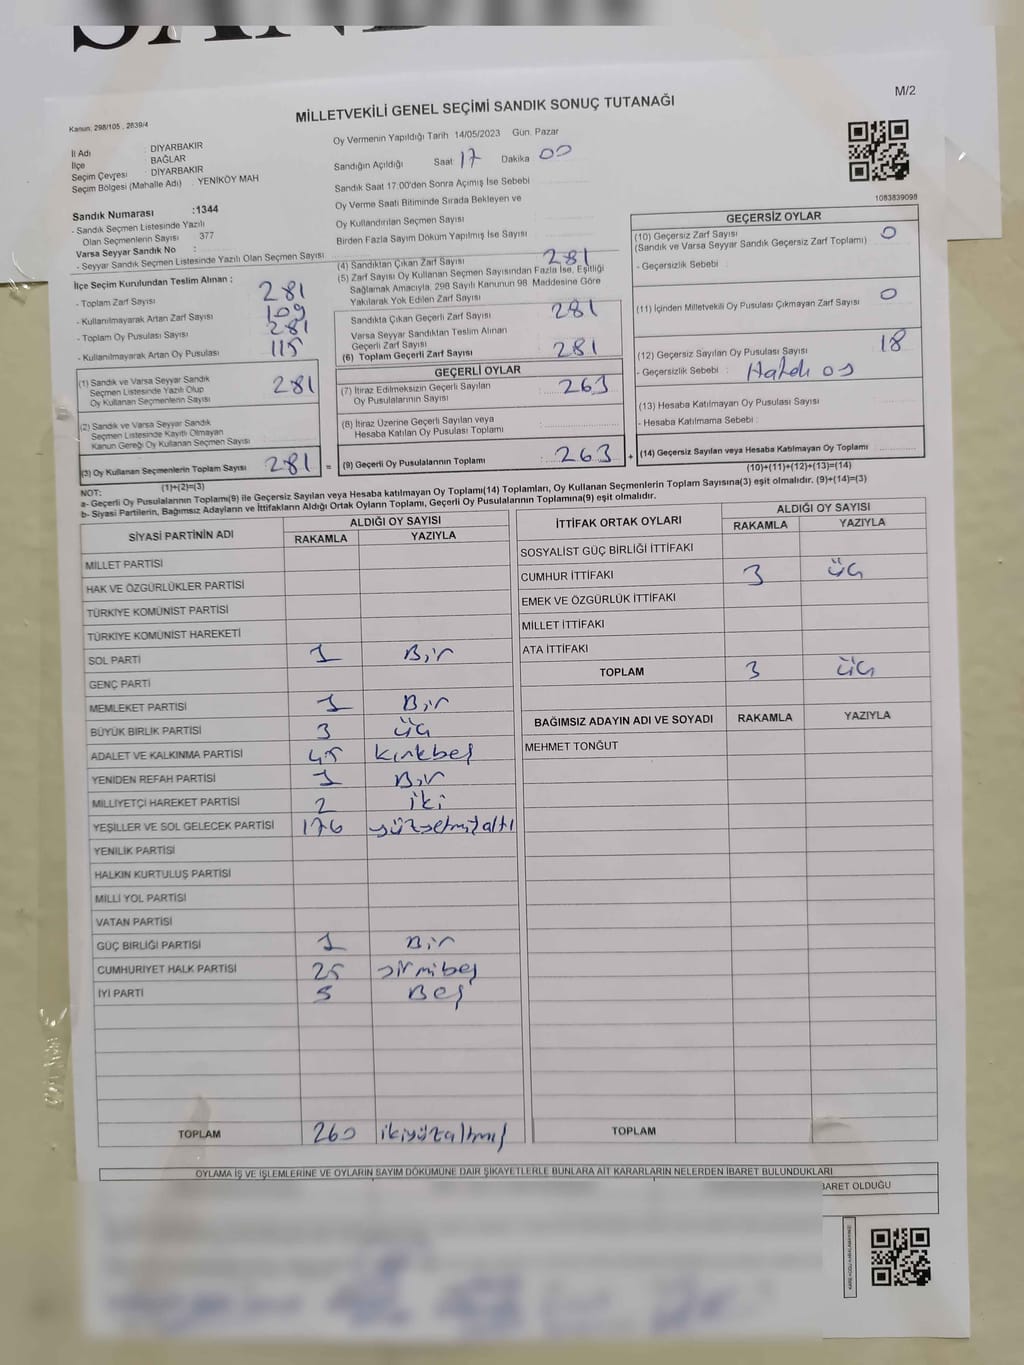 M/2
MİLLETVEKİLİ GENEL SEÇİMİ SANDIK SONUÇ TUTANAĞI
Kanun: 298/105 , 2839/4
İl Adı : DİYARBAKIR
İlçe : BAĞLAR
Seçim Çevresi : DİYARBAKIR
Seçim Bölgesi (Mahalle Adı) : YENİKÖY MAH
Oy Vermenin Yapıldığı Tarih 14/05/2023 Gün. Pazar
Sandığın Açıldığı Saat 17 Dakika 00
Sandık Saat 17:00'den Sonra Açımış İse Sebebi
Oy Verme Saati Bitiminde Sırada Bekleyen ve
Oy Kullandırılan Seçmen Sayısı
Birden Fazla Sayım Döküm Yapılmış İse Sayısı
1083839098
Sandık Numarası :1344
- Sandık Seçmen Listesinde Yazılı
Olan Seçmenlerin Sayısı 377
Varsa Seyyar Sandık No :
- Seyyar Sandık Seçmen Listesinde Yazılı Olan Seçmen Sayısı
İlçe Seçim Kurulundan Teslim Alınan :
- Toplam Zarf Sayısı 281
- Kullanılmayarak Artan Zarf Sayısı 109
- Toplam Oy Pusulası Sayısı 281
- Kullanılmayarak Artan Oy Pusulası 115
(1) Sandık ve Varsa Seyyar Sandık
Seçmen Listesinde Yazılı Olup
Oy Kullanan Seçmenlerin Sayısı 281
(2) Sandık ve Varsa Seyyar Sandık
Seçmen Listesinde Kayıtlı Olmayan
Kanun Gereği Oy Kullanan Seçmen Sayısı
(3) Oy Kullanan Seçmenlerin Toplam Sayısı 281
(1)+(2)=(3)
(4) Sandıktan Çıkan Zarf Sayısı 281
(5) Zarf Sayısı Oy Kullanan Seçmen Sayısından Fazla İse, Eşitliği
Sağlamak Amacıyla, 298 Sayılı Kanunun 98. Maddesine Göre
Yakılarak Yok Edilen Zarf Sayısı
Sandıkta Çıkan Geçerli Zarf Sayısı 281
Varsa Seyyar Sandıktan Teslim Alınan
Geçerli Zarf Sayısı
(6) Toplam Geçerli Zarf Sayısı 281
GEÇERLİ OYLAR
(7) İtiraz Edilmeksizin Geçerli Sayılan
Oy Pusulalarının Sayısı 263
(8) İtiraz Üzerine Geçerli Sayılan veya
Hesaba Katılan Oy Pusulası Toplamı
= (9) Geçerli Oy Pusulalarının Toplamı 263 +
GEÇERSİZ OYLAR
(10) Geçersiz Zarf Sayısı 0
(Sandık ve Varsa Seyyar Sandık Geçersiz Zarf Toplamı)
- Geçersizlik Sebebi
(11) İçinden Milletvekili Oy Pusulası Çıkmayan Zarf Sayısı 0
(12) Geçersiz Sayılan Oy Pusulası Sayısı 18
- Geçersizlik Sebebi : Hatalı oy
(13) Hesaba Katılmayan Oy Pusulası Sayısı
- Hesaba Katılmama Sebebi
(14) Geçersiz Sayılan veya Hesaba Katılmayan Oy Toplamı
(10)+(11)+(12)+(13)=(14)
NOT:
a- Geçerli Oy Pusulalarının Toplamı(9) ile Geçersiz Sayılan veya Hesaba katılmayan Oy Toplamı(14) Toplamları, Oy Kullanan Seçmenlerin Toplam Sayısına(3) eşit olmalıdır. (9)+(14)=(3)
b- Siyasi Partilerin, Bağımsız Adayların ve İttifakların Aldığı Ortak Oyların Toplamı, Geçerli Oy Pusulalarının Toplamına(9) eşit olmalıdır.
SİYASİ PARTİNİN ADI ALDIĞI OY SAYISI
RAKAMLA YAZIYLA
MİLLET PARTİSİ
HAK VE ÖZGÜRLÜKLER PARTİSİ
TÜRKİYE KOMÜNİST PARTİSİ
TÜRKİYE KOMÜNİST HAREKETİ
SOL PARTİ 1 Bir
GENÇ PARTİ
MEMLEKET PARTİSİ 1 Bir
BÜYÜK BİRLİK PARTİSİ 3 üç
ADALET VE KALKINMA PARTİSİ 45 kırkbeş
YENİDEN REFAH PARTİSİ 1 Bir
MİLLİYETÇİ HAREKET PARTİSİ 2 iki
YEŞİLLER VE SOL GELECEK PARTİSİ 176 yüzyetmişaltı
YENİLİK PARTİSİ
HALKIN KURTULUŞ PARTİSİ
MİLLİ YOL PARTİSİ
VATAN PARTİSİ
GÜÇ BİRLİĞİ PARTİSİ 1 Bir
CUMHURİYET HALK PARTİSİ 25 yirmibeş
İYİ PARTİ 5 Beş
TOPLAM 260 ikiyüzaltmış
İTTİFAK ORTAK OYLARI ALDIĞI OY SAYISI
RAKAMLA YAZIYLA
SOSYALİST GÜÇ BİRLİĞİ İTTİFAKI
CUMHUR İTTİFAKI 3 üç
EMEK VE ÖZGÜRLÜK İTTİFAKI
MİLLET İTTİFAKI
ATA İTTİFAKI
TOPLAM 3 üç
BAĞIMSIZ ADAYIN ADI VE SOYADI RAKAMLA YAZIYLA
MEHMET TONĞUT
TOPLAM
OYLAMA İŞ VE İŞLEMLERİNE VE OYLARIN SAYIM DÖKÜMÜNE DAİR ŞİKAYETLERLE BUNLARA AİT KARARLARIN NELERDEN İBARET BULUNDUKLARI
İBARET OLDUĞU